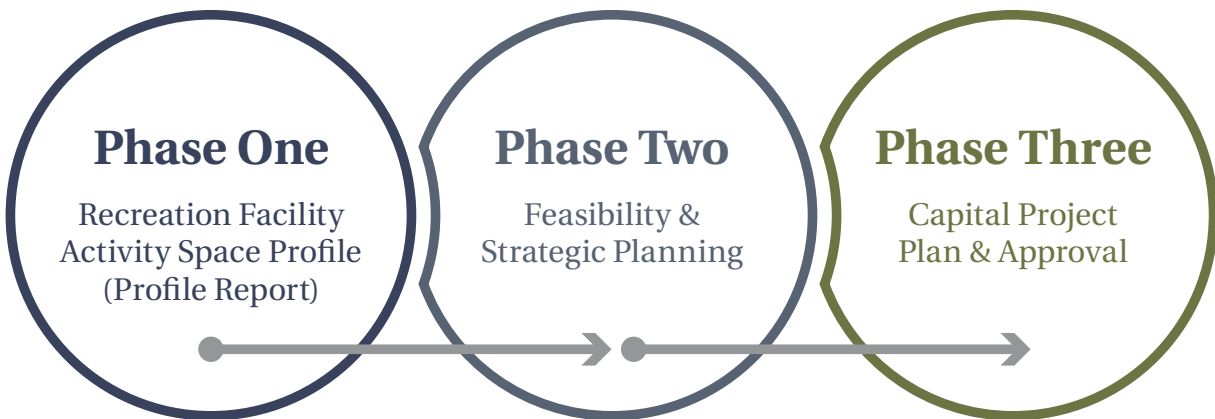 Phase One
Recreation Facility
Activity Space Profile
(Profile Report)
Phase Two
Feasibility &
Strategic Planning
Phase Three
Capital Project
Plan & Approval